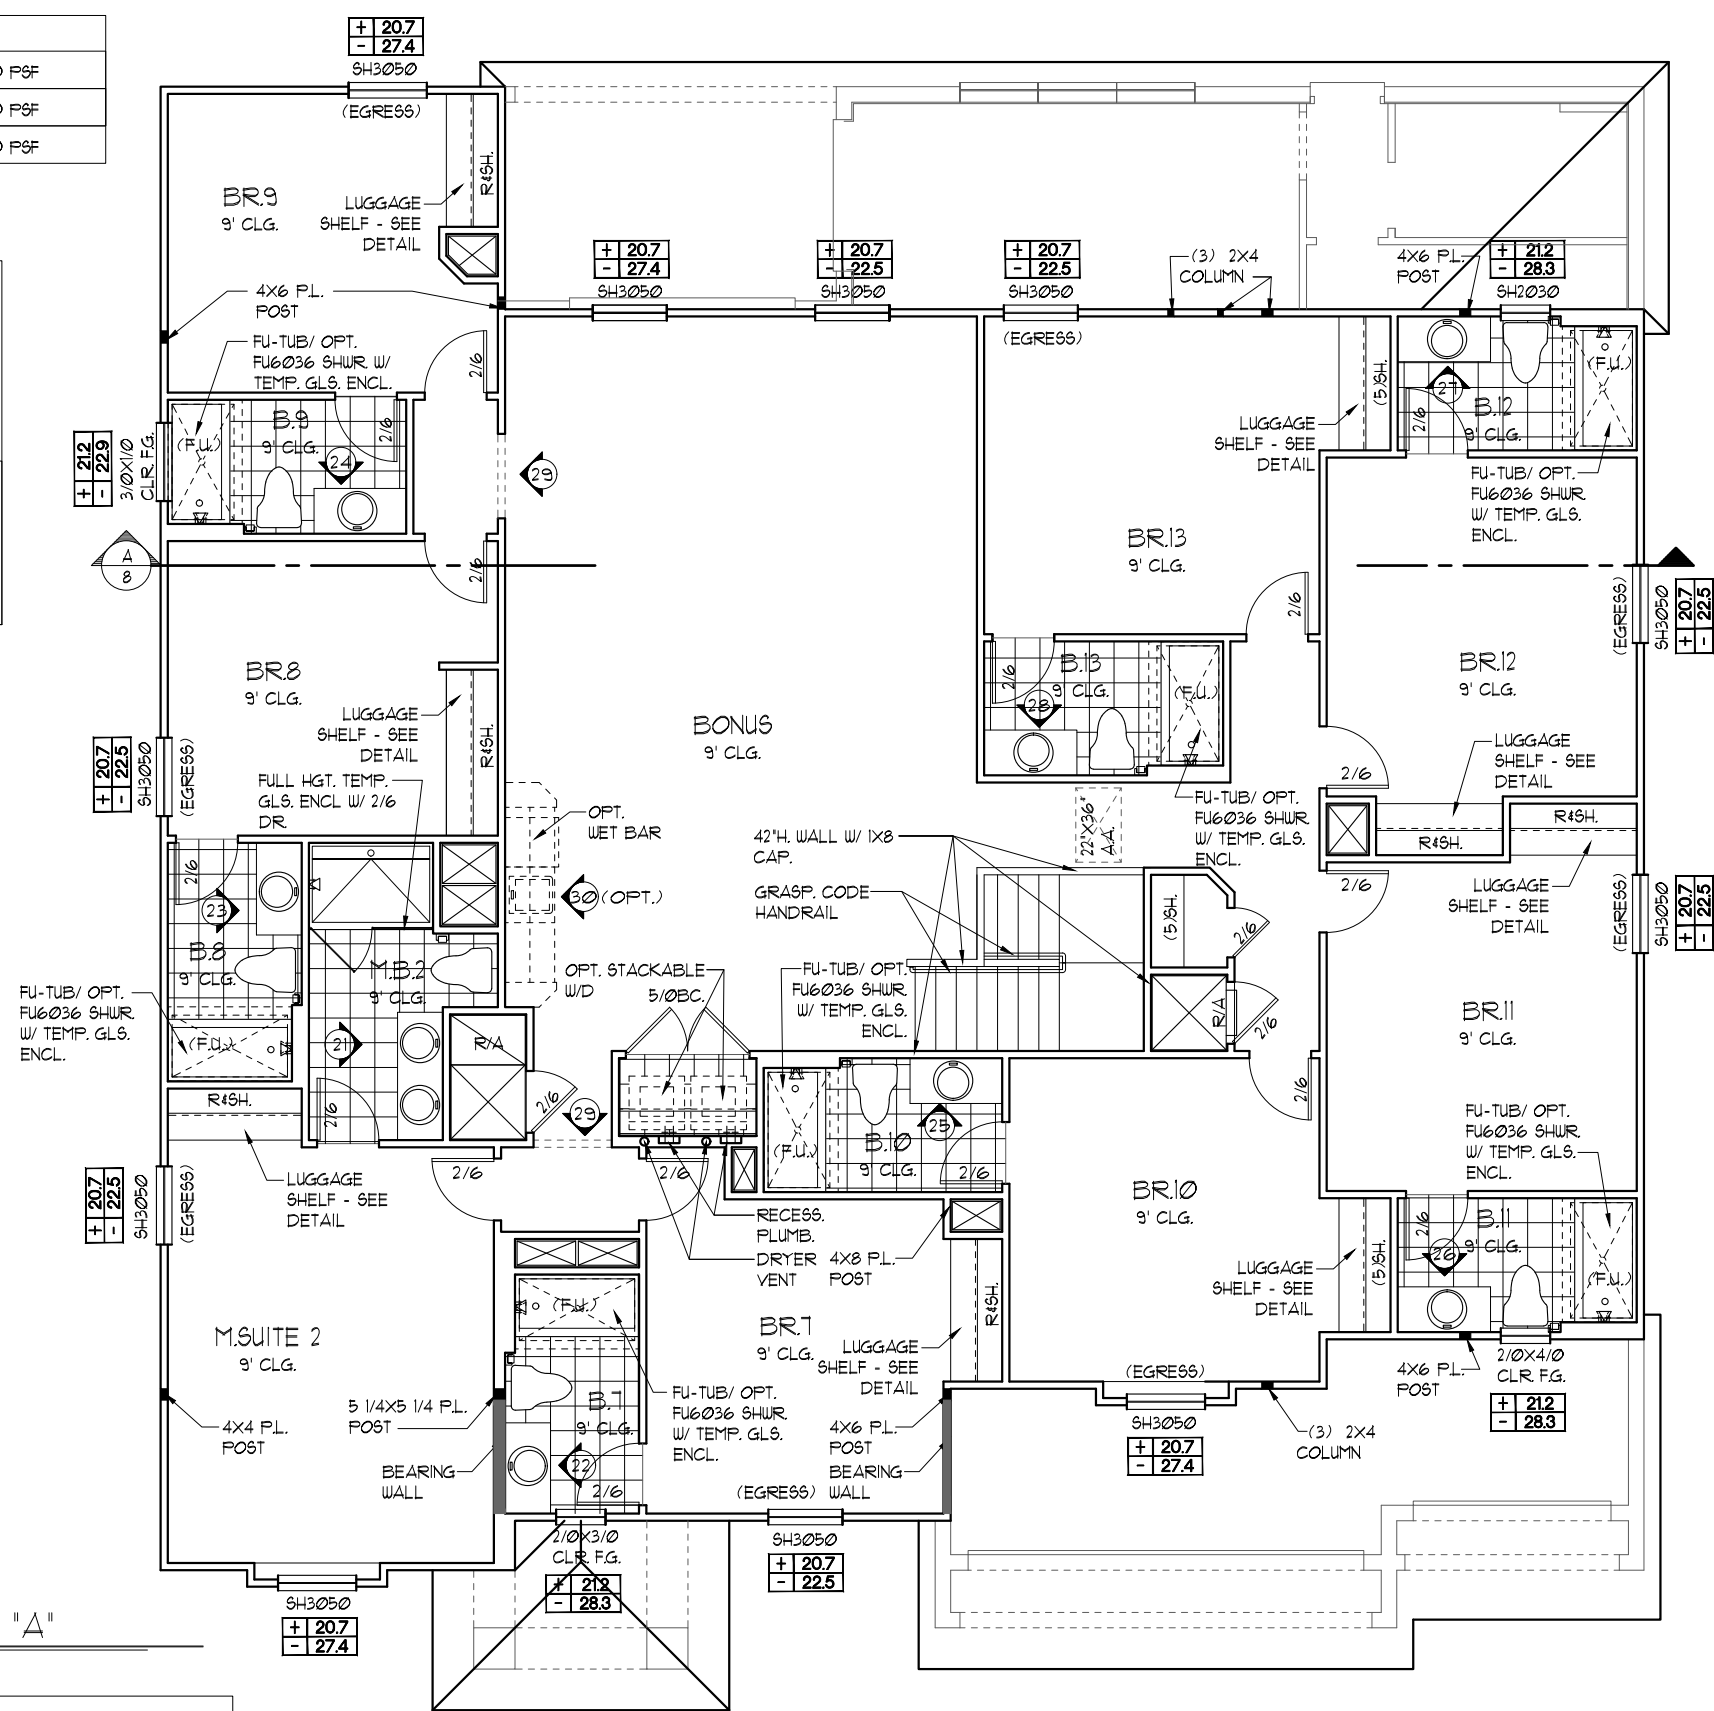 + 20.7
- 27.4
SH3050
(EGRESS)
PSF
PSF
PSF
BR.9
9' CLG.
LUGGAGE
SHELF - SEE
DETAIL
R&SH.
4X6 P.L.
POST
FU-TUB/ OPT.
FU6036 SHWR W/
TEMP. GLS. ENCL.
2/6
+ 20.7
- 27.4
SH3050
+ 20.7
- 22.5
SH3050
+ 20.7
- 22.5
SH3050
(EGRESS)
(3) 2X4
COLUMN
4X6 P.L.
POST
+ 21.2
- 28.3
SH2030
B.9
9' CLG.
(F.U.)
2/6
24
+ 21.2
- 22.9
3/0X1/0
CLR. F.G.
29
A
8
2/6
(5)SH.
LUGGAGE
SHELF - SEE
DETAIL
27
2/6
B.12
9' CLG.
(F.U.)
FU-TUB/ OPT.
FU6036 SHWR
W/ TEMP. GLS.
ENCL.
BR.13
9' CLG.
2/6
(EGRESS)
SH3050
+ 20.7
- 22.5
BR.8
9' CLG.
LUGGAGE
SHELF - SEE
DETAIL
R&SH.
FULL HGT. TEMP.
GLS. ENCL W/ 2/6
DR.
+ 20.7
- 22.5
SH3050
(EGRESS)
BONUS
9' CLG.
OPT.
WET BAR
30 (OPT.)
B.13
9' CLG.
2/6
28
(F.U.)
FU-TUB/ OPT.
FU6036 SHWR
W/ TEMP. GLS.
ENCL.
22"X36"
A.A.
BR.12
9' CLG.
LUGGAGE
SHELF - SEE
DETAIL
2/6
R&SH.
R&SH.
42"H. WALL W/ 1X8
CAP.
GRASP. CODE
HANDRAIL
(5)SH.
2/6
2/6
LUGGAGE
SHELF - SEE
DETAIL
(EGRESS)
SH3050
+ 20.7
- 22.5
2/6
23
B.8
9' CLG.
(F.U.)
FU-TUB/ OPT.
FU6036 SHWR
W/ TEMP. GLS.
ENCL.
M.B.2
9' CLG.
21
2/6
R/A
2/6
29
OPT. STACKABLE
W/D
5/0BC.
FU-TUB/ OPT.
FU6036 SHWR
W/ TEMP. GLS.
ENCL.
R/A
2/6
BR.11
9' CLG.
2/6
R&SH.
LUGGAGE
SHELF - SEE
DETAIL
2/6
2/6
(F.U.)
B.10
9' CLG.
25
2/6
FU-TUB/ OPT.
FU6036 SHWR.
W/ TEMP. GLS.
ENCL.
+ 20.7
- 22.5
SH3050
(EGRESS)
RECESS.
PLUMB.
DRYER
VENT
4X8 P.L.
POST
BR.10
9' CLG.
LUGGAGE
SHELF - SEE
DETAIL
(5)SH.
2/6
B.11
9' CLG.
26
(F.U.)
M.SUITE 2
9' CLG.
(F.U.)
BR.7
9' CLG.
LUGGAGE
SHELF - SEE
DETAIL
R&SH.
(EGRESS)
SH3050
+ 20.7
- 27.4
(3) 2X4
COLUMN
4X6 P.L.
POST
2/0X4/0
CLR. F.G.
+ 21.2
- 28.3
4X4 P.L.
POST
5 1/4X5 1/4 P.L.
POST
BEARING
WALL
B.7
9' CLG.
22
2/6
FU-TUB/ OPT.
FU6036 SHWR.
W/ TEMP. GLS.
ENCL.
4X6 P.L.
POST
BEARING
WALL
(EGRESS)
SH3050
+ 20.7
- 22.5
2/0X3/0
CLR. F.G.
+ 21.2
- 28.3
SH3050
+ 20.7
- 27.4
"A"